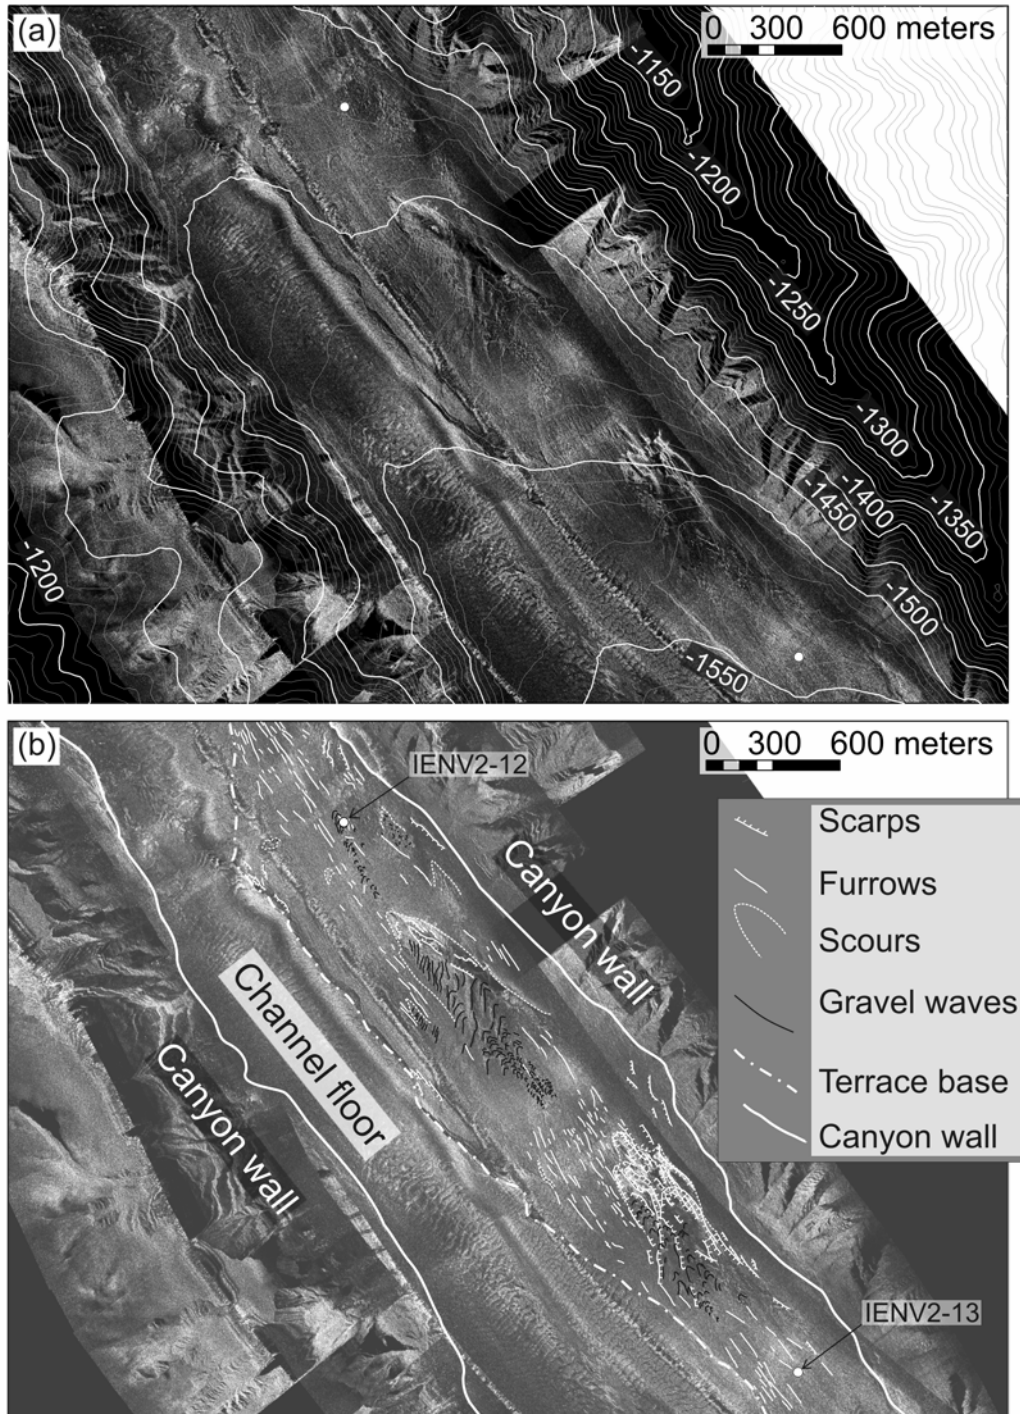 (a)
0 300 600 meters
-1150
-1200
-1250
-1300
-1350
-1400
-1450
-1500
-1550
-1200
(b)
0 300 600 meters
IENV2-12
Canyon wall
Channel floor
Canyon wall
Scarps
Furrows
Scours
Gravel waves
Terrace base
Canyon wall
IENV2-13